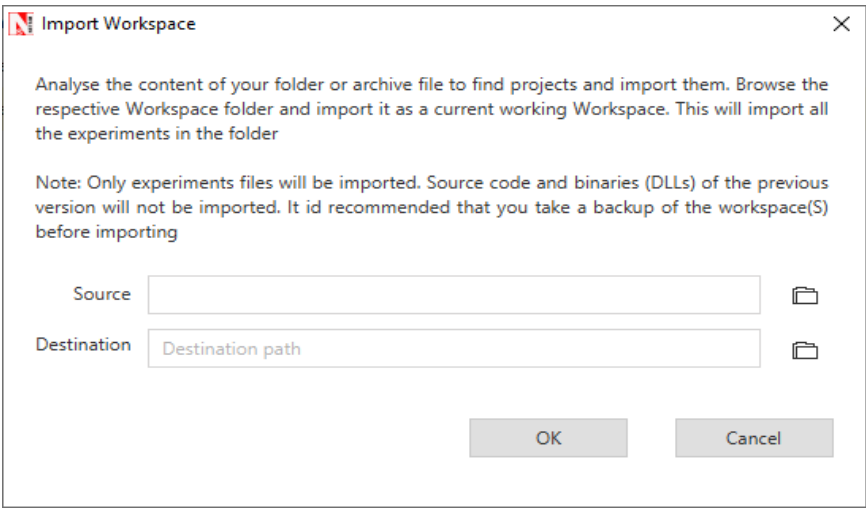 Import Workspace
Analyse the content of your folder or archive file to find projects and import them. Browse the
respective Workspace folder and import it as a current working Workspace. This will import all
the experiments in the folder
Note: Only experiments files will be imported. Source code and binaries (DLLs) of the previous
version will not be imported. It id recommended that you take a backup of the workspace(S)
before importing
Source
Destination Destination path
OK Cancel